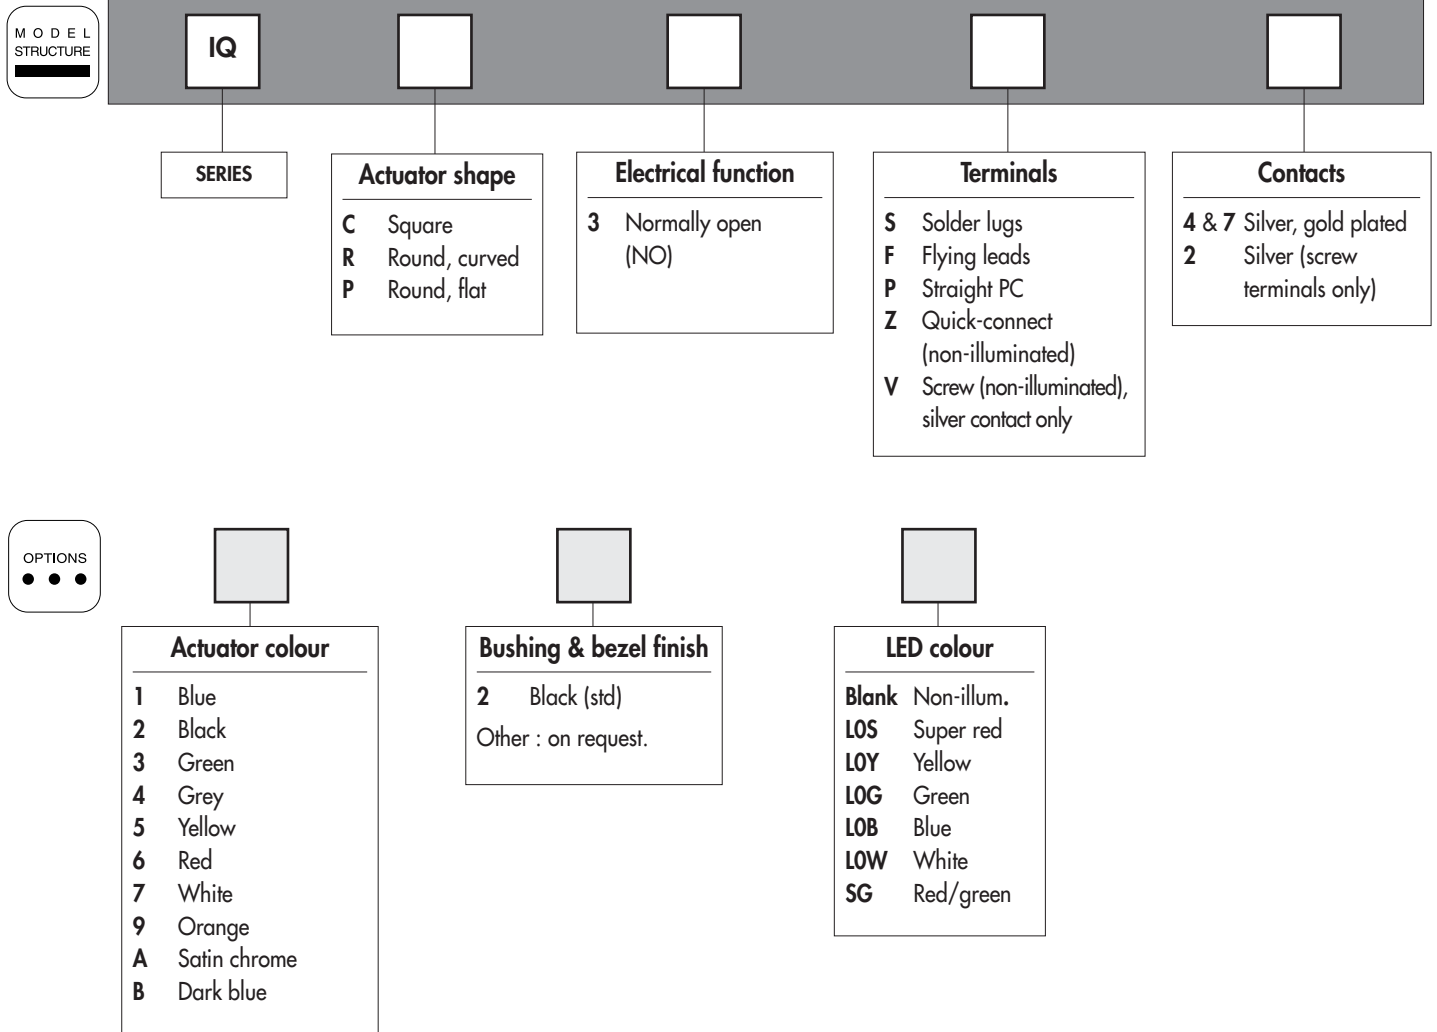 MODEL
STRUCTURE
IQ
SERIES
Actuator shape
C Square
R Round, curved
P Round, flat
Electrical function
3 Normally open
(NO)
Terminals
S Solder lugs
F Flying leads
P Straight PC
Z Quick-connect
(non-illuminated)
V Screw (non-illuminated),
silver contact only
Contacts
4 & 7 Silver, gold plated
2 Silver (screw
terminals only)
OPTIONS
Actuator colour
1 Blue
2 Black
3 Green
4 Grey
5 Yellow
6 Red
7 White
9 Orange
A Satin chrome
B Dark blue
Bushing & bezel finish
2 Black (std)
Other : on request.
LED colour
Blank Non-illum.
L0S Super red
L0Y Yellow
L0G Green
L0B Blue
L0W White
SG Red/green